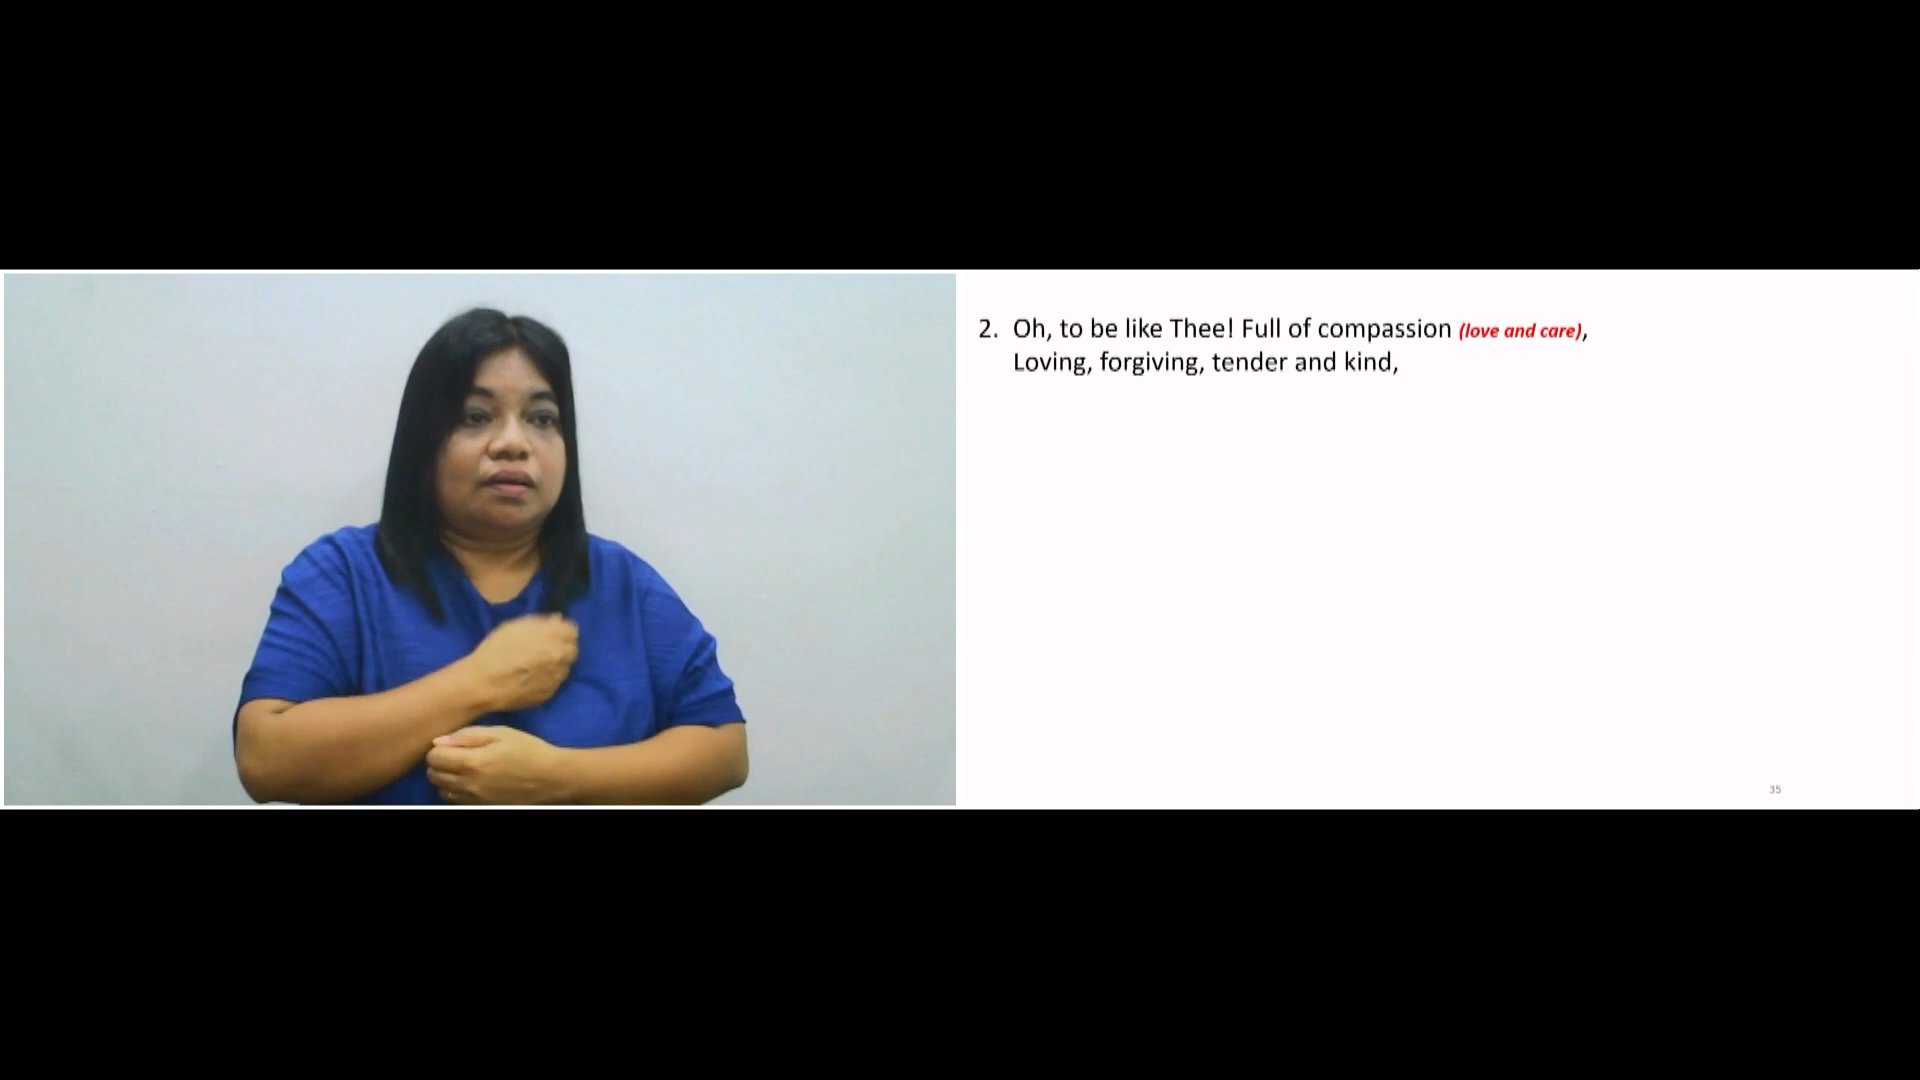 2. Oh, to be like Thee! Full of compassion (love and care),
Loving, forgiving, tender and kind,
35